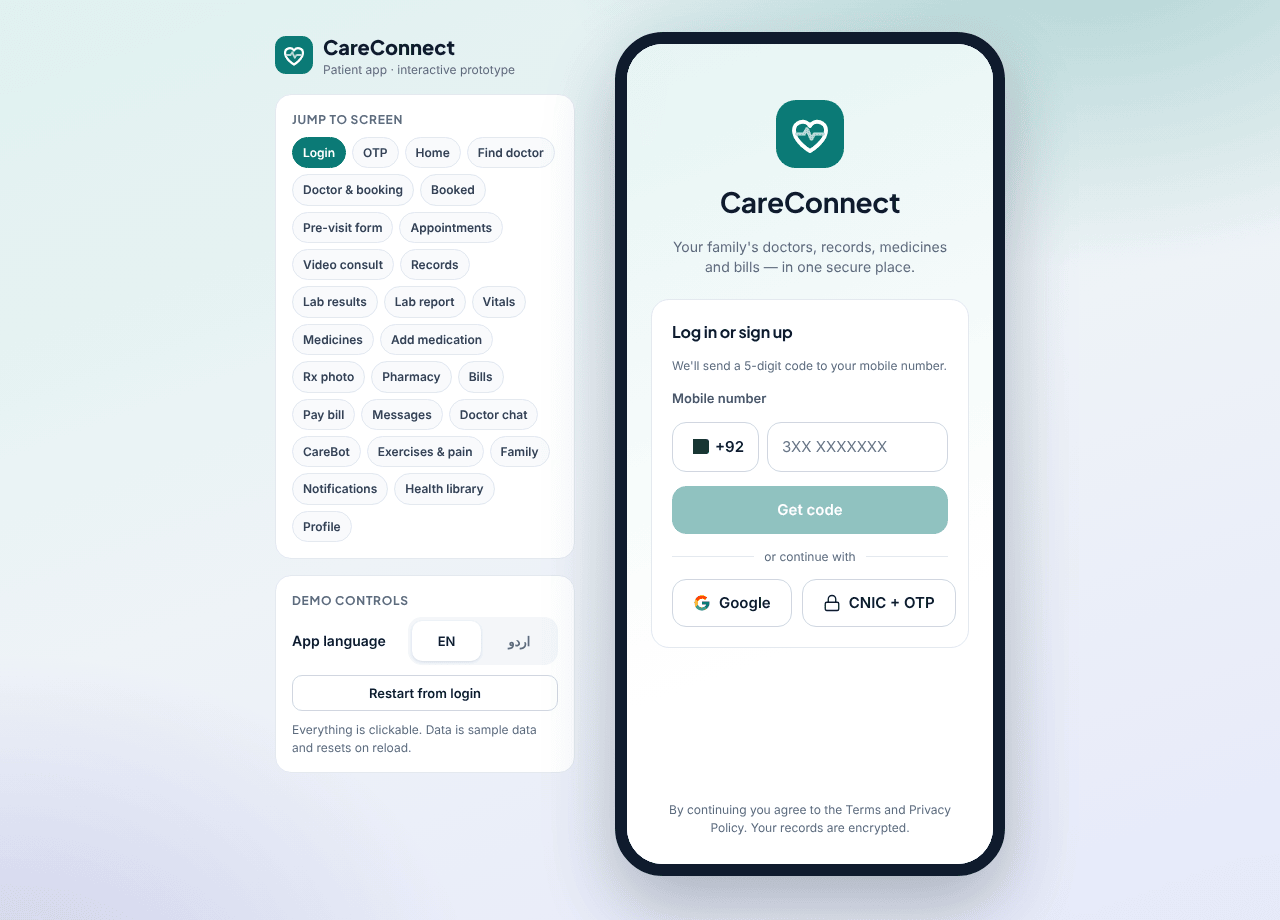 CareConnect
Patient app · interactive prototype
JUMP TO SCREEN
Login OTP Home Find doctor
Doctor & booking Booked
Pre-visit form Appointments
Video consult Records
Lab results Lab report Vitals
Medicines Add medication
Rx photo Pharmacy Bills
Pay bill Messages Doctor chat
CareBot Exercises & pain Family
Notifications Health library
Profile
DEMO CONTROLS
App language EN اردو
Restart from login
Everything is clickable. Data is sample data
and resets on reload.
CareConnect
Your family's doctors, records, medicines
and bills — in one secure place.
Log in or sign up
We'll send a 5-digit code to your mobile number.
Mobile number
+92 3XX XXXXXXX
Get code
or continue with
Google CNIC + OTP
By continuing you agree to the Terms and Privacy
Policy. Your records are encrypted.